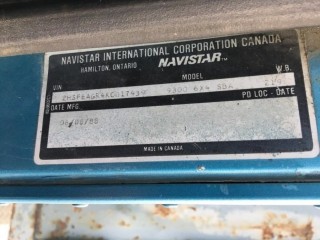 NAVISTAR INTERNATIONAL CORPORATION CANADA
HAMILTON, ONTARIO NAVISTAR™
VIN MODEL W.B.
9300 6X4 SBA
DATE MFG. PO LOC - DATE
MADE IN CANADA